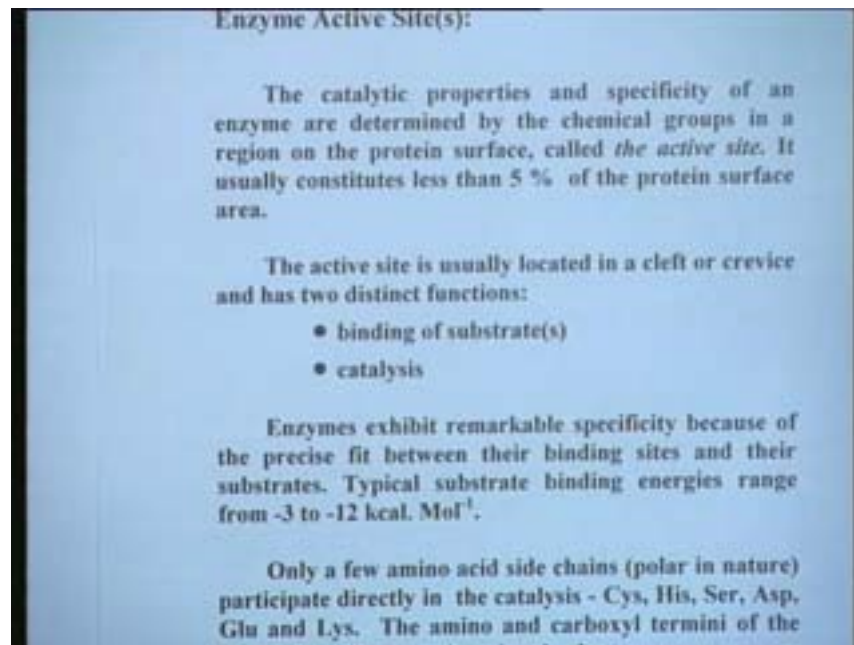 Enzyme Active Site(s):
The catalytic properties and specificity of an
enzyme are determined by the chemical groups in a
region on the protein surface, called the active site. It
usually constitutes less than 5 % of the protein surface
area.
The active site is usually located in a cleft or crevice
and has two distinct functions:
• binding of substrate(s)
• catalysis
Enzymes exhibit remarkable specificity because of
the precise fit between their binding sites and their
substrates. Typical substrate binding energies range
from -3 to -12 kcal. Mol⁻¹.
Only a few amino acid side chains (polar in nature)
participate directly in the catalysis - Cys, His, Ser, Asp,
Glu and Lys. The amino and carboxyl termini of the